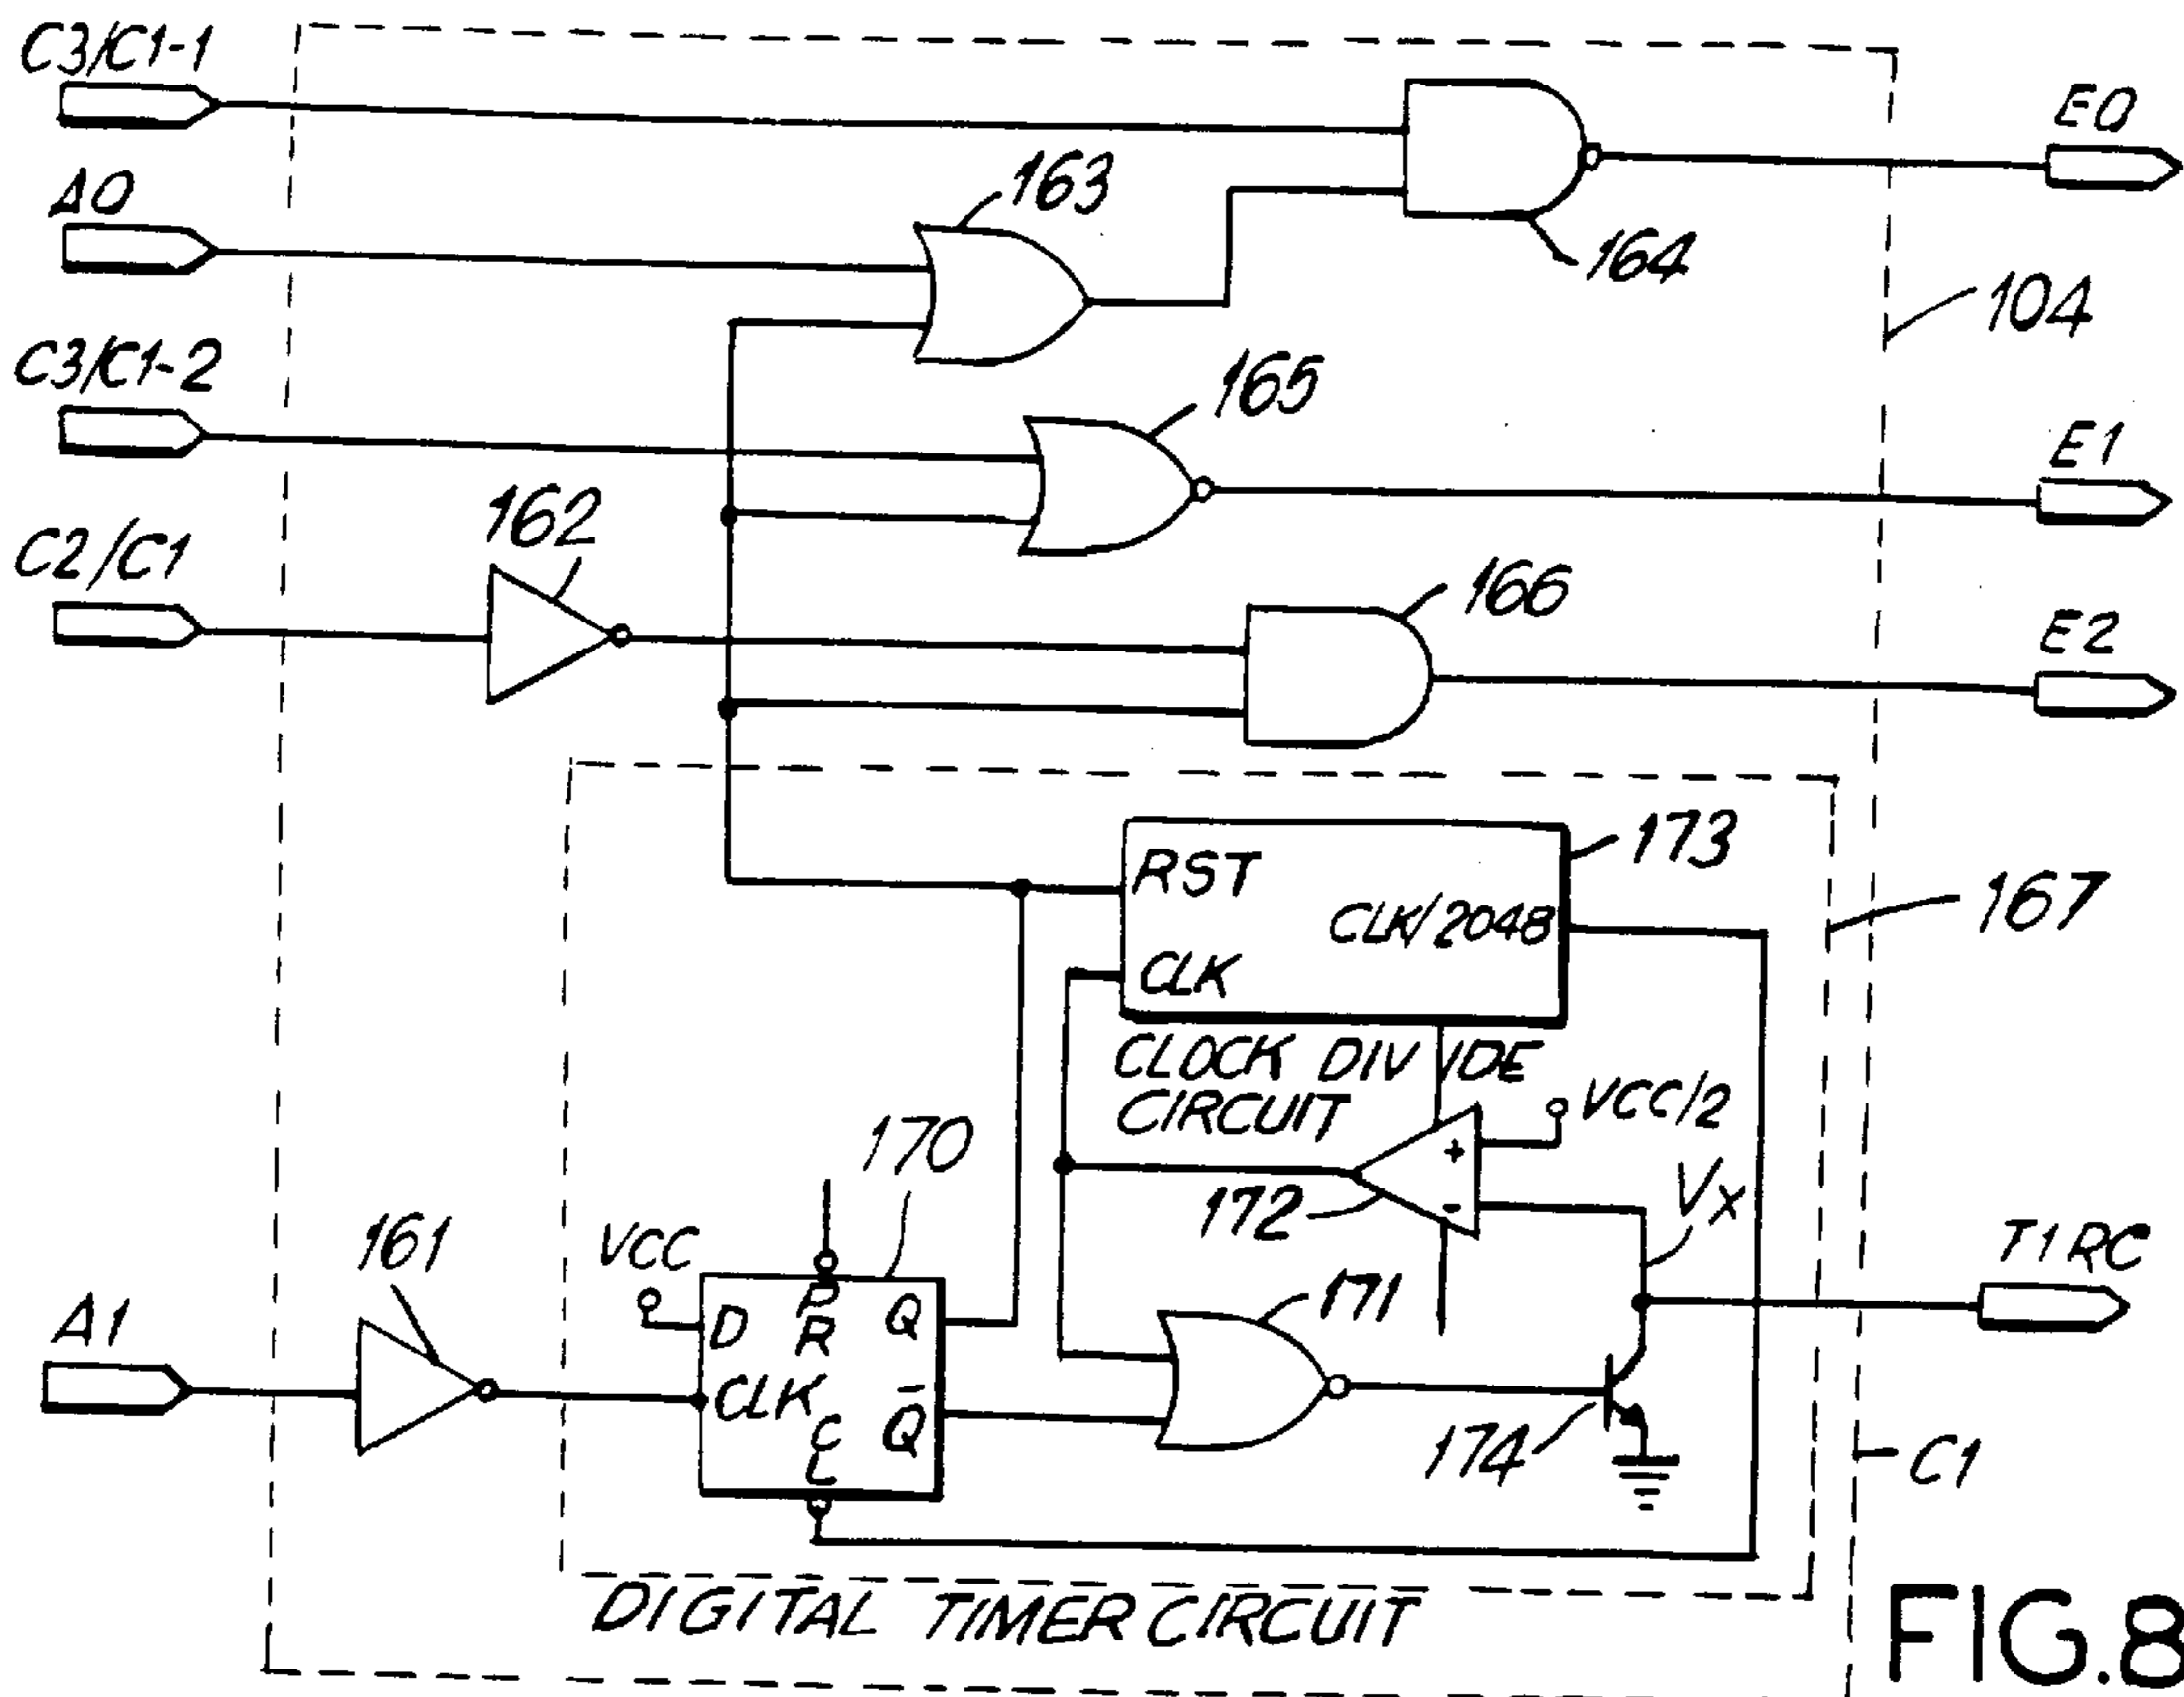 C3/C1-1
E0
A0
163
164
104
C3/C1-2
165
E1
C2/C1
162
166
E2
RST
173
CLK/2048
167
CLK
CLOCK DIVIDE
CIRCUIT
VCC/2
170
172
VX
161
VCC
171
T1RC
A1
D
P
R
Q
CLK
C
L
Q̅
174
C1
DIGITAL TIMER CIRCUIT
FIG.8
+
-